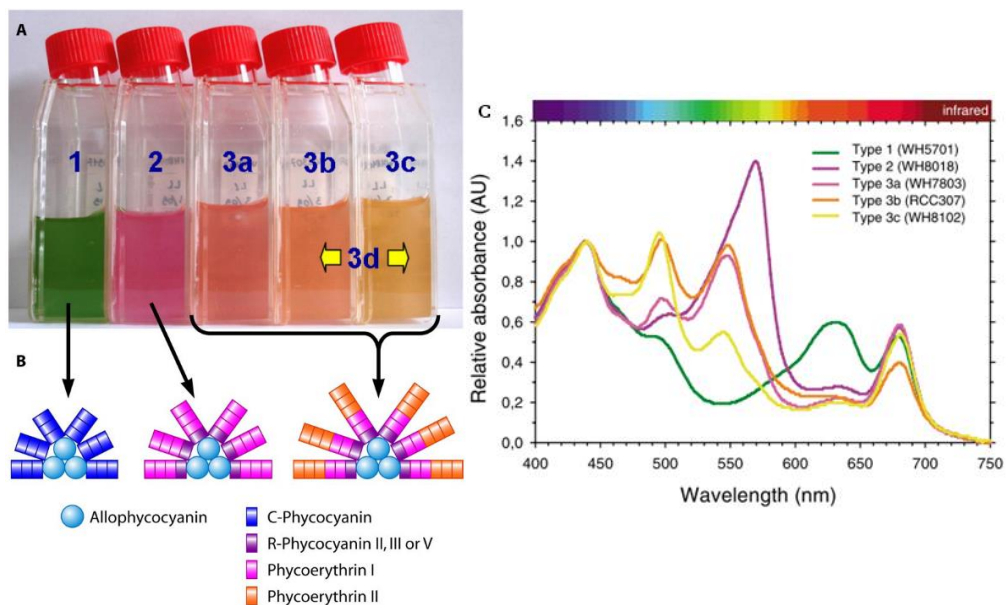 A
1
2
3a
3b
3c
3d
B
Allophycocyanin
C-Phycocyanin
R-Phycocyanin II, III or V
Phycoerythrin I
Phycoerythrin II
C
infrared
1,6
1,4
1,2
1,0
0,8
0,6
0,4
0,2
0,0
Relative absorbance (AU)
Type 1 (WH5701)
Type 2 (WH8018)
Type 3a (WH7803)
Type 3b (RCC307)
Type 3c (WH8102)
400 450 500 550 600 650 700 750
Wavelength (nm)